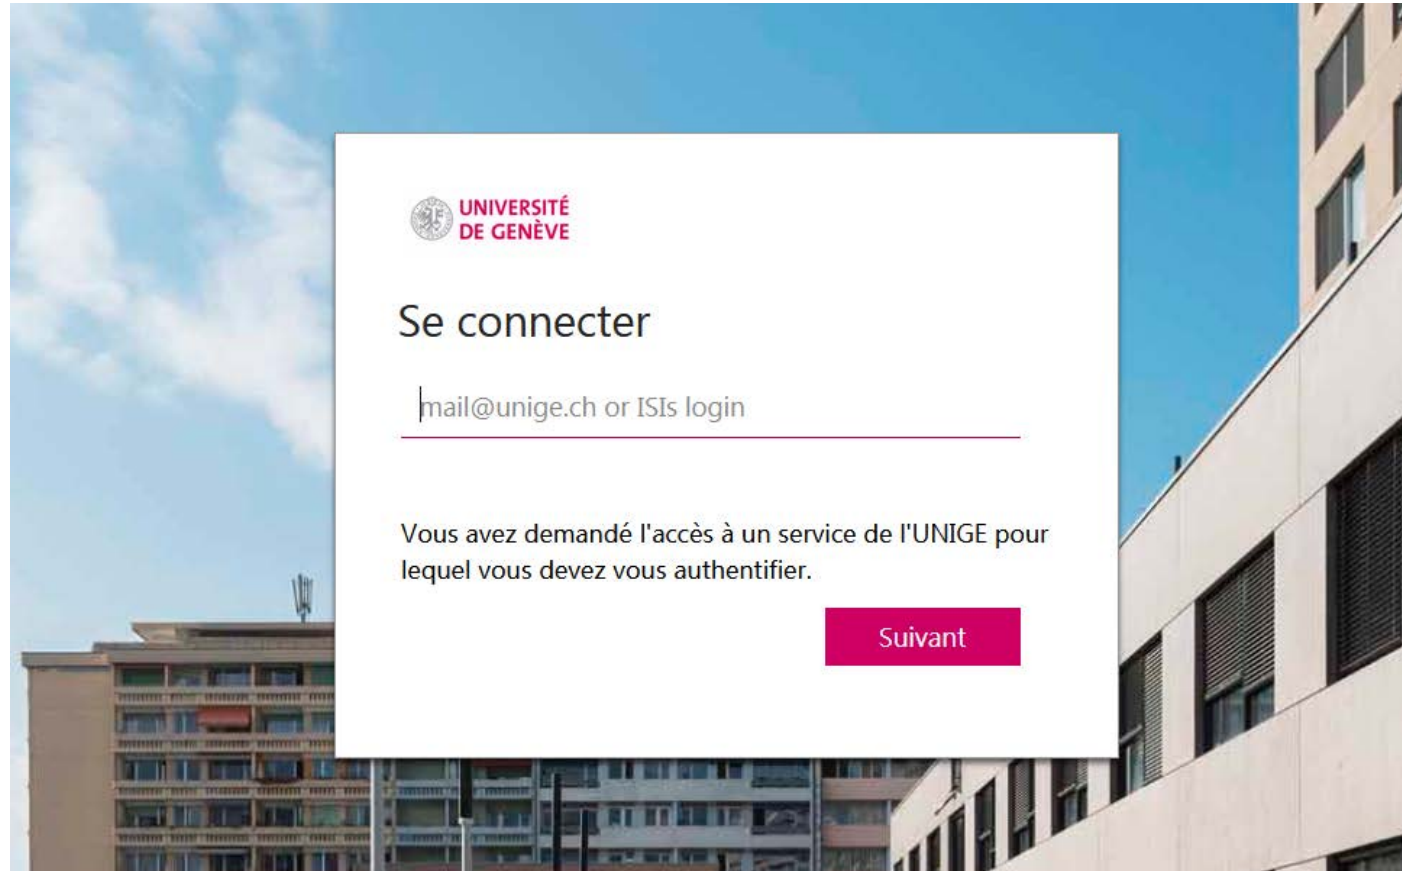 UNIVERSITÉ
DE GENÈVE
Se connecter
mail@unige.ch or ISIs login
Vous avez demandé l'accès à un service de l'UNIGE pour
lequel vous devez vous authentifier.
Suivant